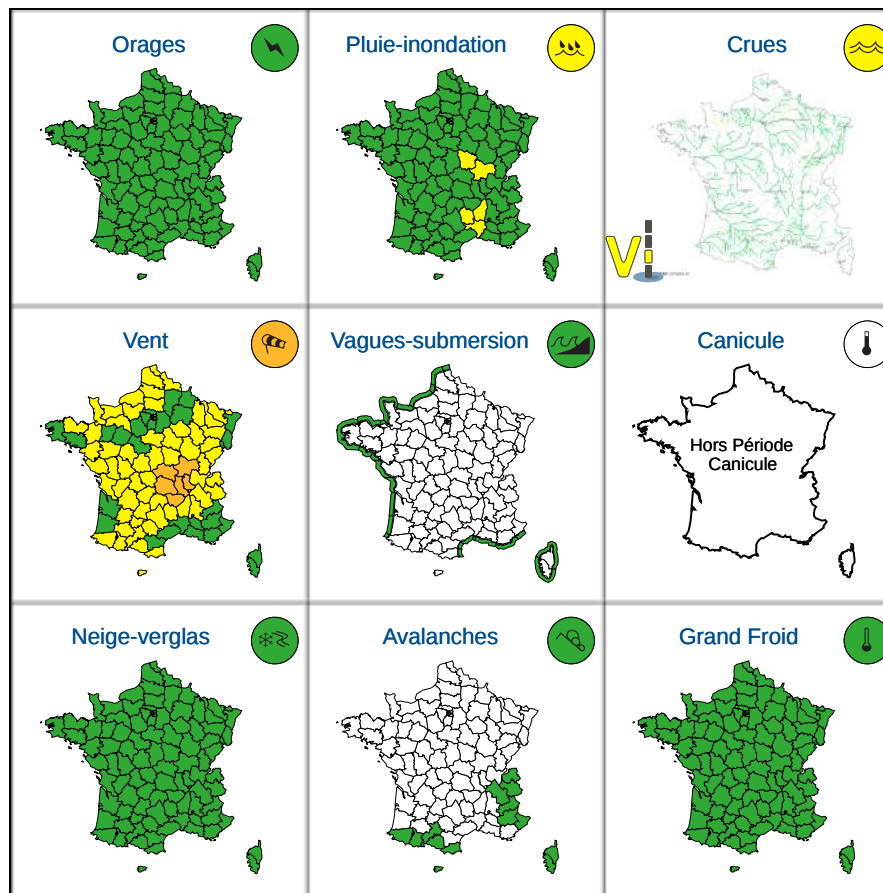 Orages
Pluie-inondation
Crues
Vent
Vagues-submersion
Canicule
Hors Période
Canicule
Neige-verglas
Avalanches
Grand Froid